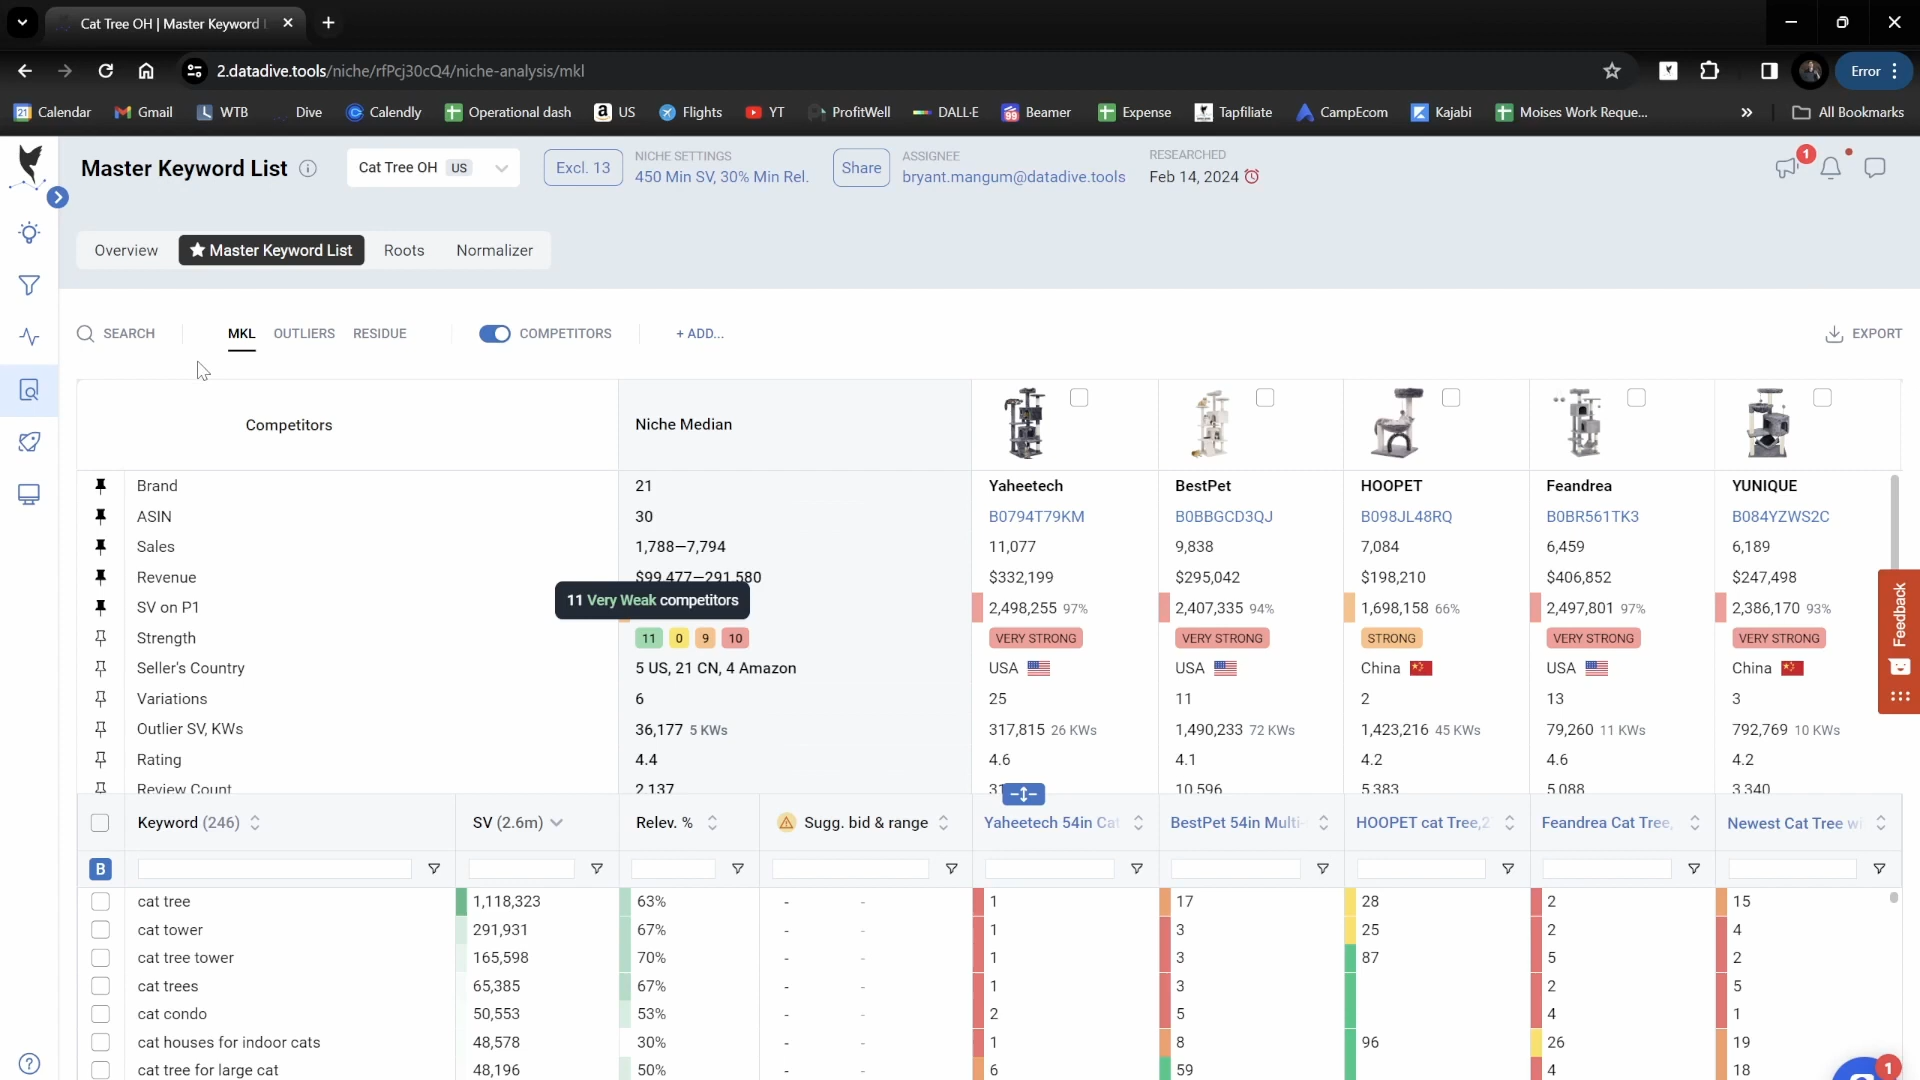 Cat Tree OH | Master Keyword
2.datadive.tools/niche/rfPcj30cQ4/niche-analysis/mkl
Error
Calendar Gmail WTB Dive Calendly Operational dash US Flights YT ProfitWell DALL-E Beamer Expense Tapfiliate CampEcom Kajabi Moises Work Reque... » All Bookmarks
Master Keyword List
Cat Tree OH US
Excl. 13
NICHE SETTINGS
450 Min SV, 30% Min Rel.
Share
ASSIGNEE
bryant.mangum@datadive.tools
RESEARCHED
Feb 14, 2024
1
Overview Master Keyword List Roots Normalizer
SEARCH MKL OUTLIERS RESIDUE COMPETITORS + ADD... EXPORT
Competitors Niche Median
Brand 21 Yaheetech BestPet HOOPET Feandrea YUNIQUE
ASIN 30 B0794T79KM B0BBGCD3QJ B098JL48RQ B0BR561TK3 B084YZWS2C
Sales 1,788—7,794 11,077 9,838 7,084 6,459 6,189
Revenue $99,477—291,580 $332,199 $295,042 $198,210 $406,852 $247,498
11 Very Weak competitors
SV on P1 2,498,255 97% 2,407,335 94% 1,698,158 66% 2,497,801 97% 2,386,170 93%
Strength 11 0 9 10 VERY STRONG VERY STRONG STRONG VERY STRONG VERY STRONG
Seller's Country 5 US, 21 CN, 4 Amazon USA USA China USA China
Variations 6 25 11 2 13 3
Outlier SV, KWs 36,177 5 KWs 317,815 26 KWs 1,490,233 72 KWs 1,423,216 45 KWs 79,260 11 KWs 792,769 10 KWs
Rating 4.4 4.6 4.1 4.2 4.6 4.2
Review Count 2,137 10,596 5,383 5,088 3,340
Feedback
Keyword (246) SV (2.6m) Relev. % Sugg. bid & range Yaheetech 54in Cat BestPet 54in Multi- HOOPET cat Tree,2 Feandrea Cat Tree, Newest Cat Tree w
B
cat tree 1,118,323 63% - - 1 17 28 2 15
cat tower 291,931 67% - - 1 3 25 2 4
cat tree tower 165,598 70% - - 1 3 87 5 2
cat trees 65,385 67% - - 1 3 2 5
cat condo 50,553 53% - - 2 5 4 1
cat houses for indoor cats 48,578 30% - - 1 8 96 26 19
cat tree for large cat 48,196 50% - - 6 59 4 18
1